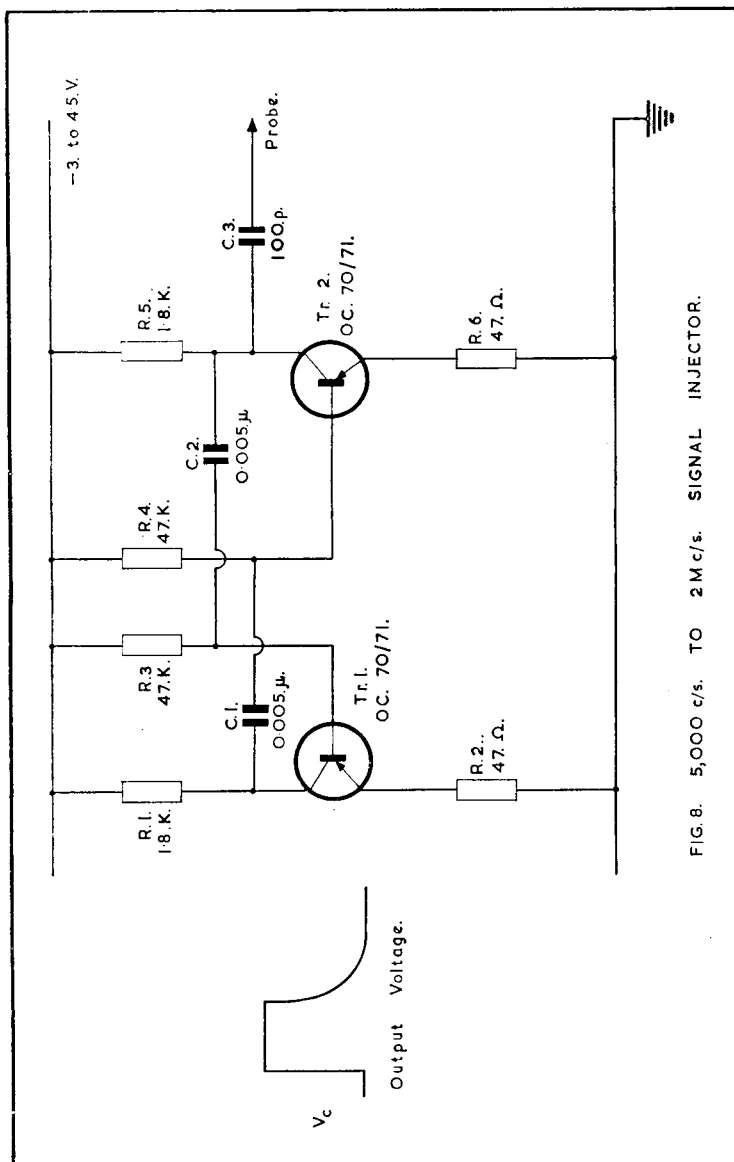 -3. to 4·5.V.
R.1.
1·8.K.
R.3
47.K.
R.4.
47.K.
R.5.
1·8.K.
C.1.
0·005.µ.
C.2.
0·005.µ
C.3.
100.p.
Probe.
Tr.1.
OC. 70/71.
Tr. 2.
OC. 70/71.
R.2..
47.Ω.
R.6.
47.Ω.
Vc
Output Voltage.
FIG. 8. 5,000 c/s. TO 2 M c/s. SIGNAL INJECTOR.